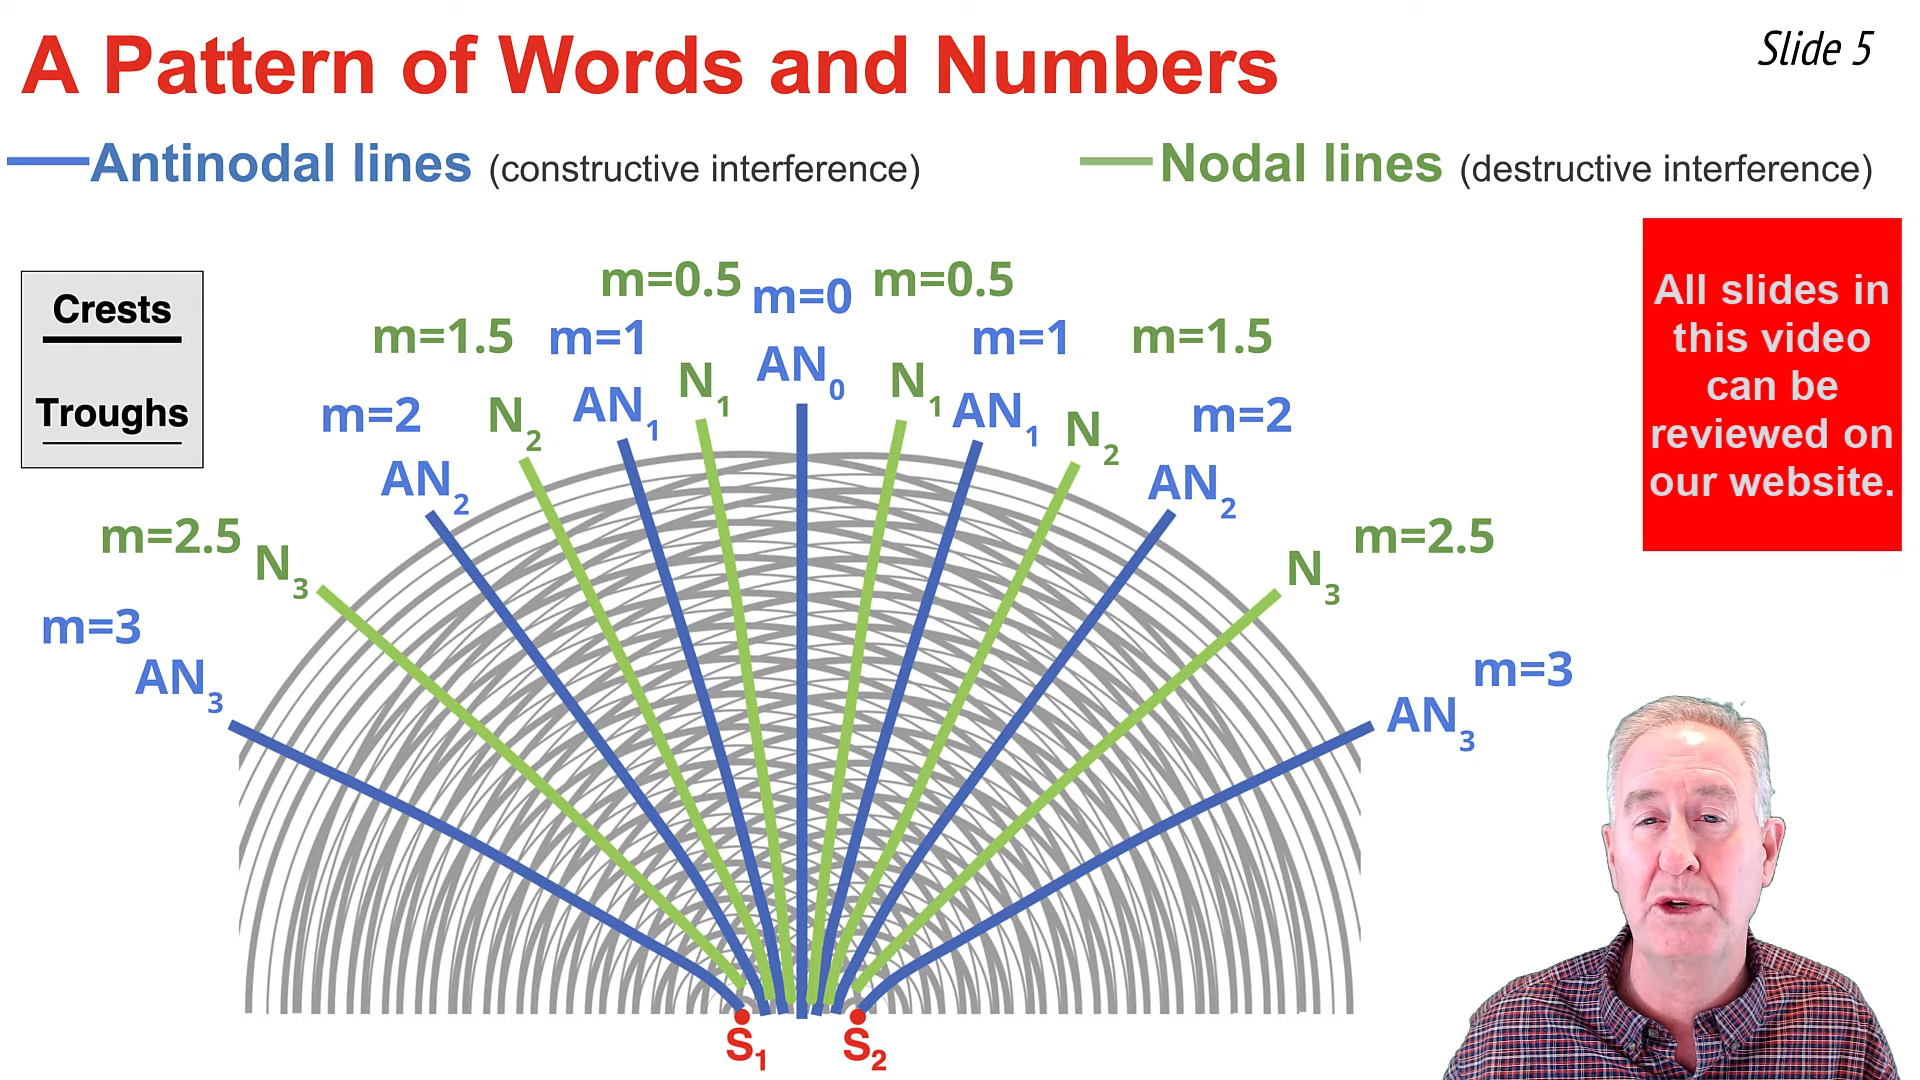 A Pattern of Words and Numbers
Slide 5
Antinodal lines (constructive interference)
Nodal lines (destructive interference)
Crests
Troughs
m=0.5
m=0
m=0.5
m=1.5
m=1
m=1
m=1.5
N1
AN0
N1
m=2
N2
AN1
AN1
N2
m=2
AN2
AN2
m=2.5
N3
N3
m=2.5
m=3
AN3
AN3
m=3
S1
S2
All slides in
this video
can be
reviewed on
our website.